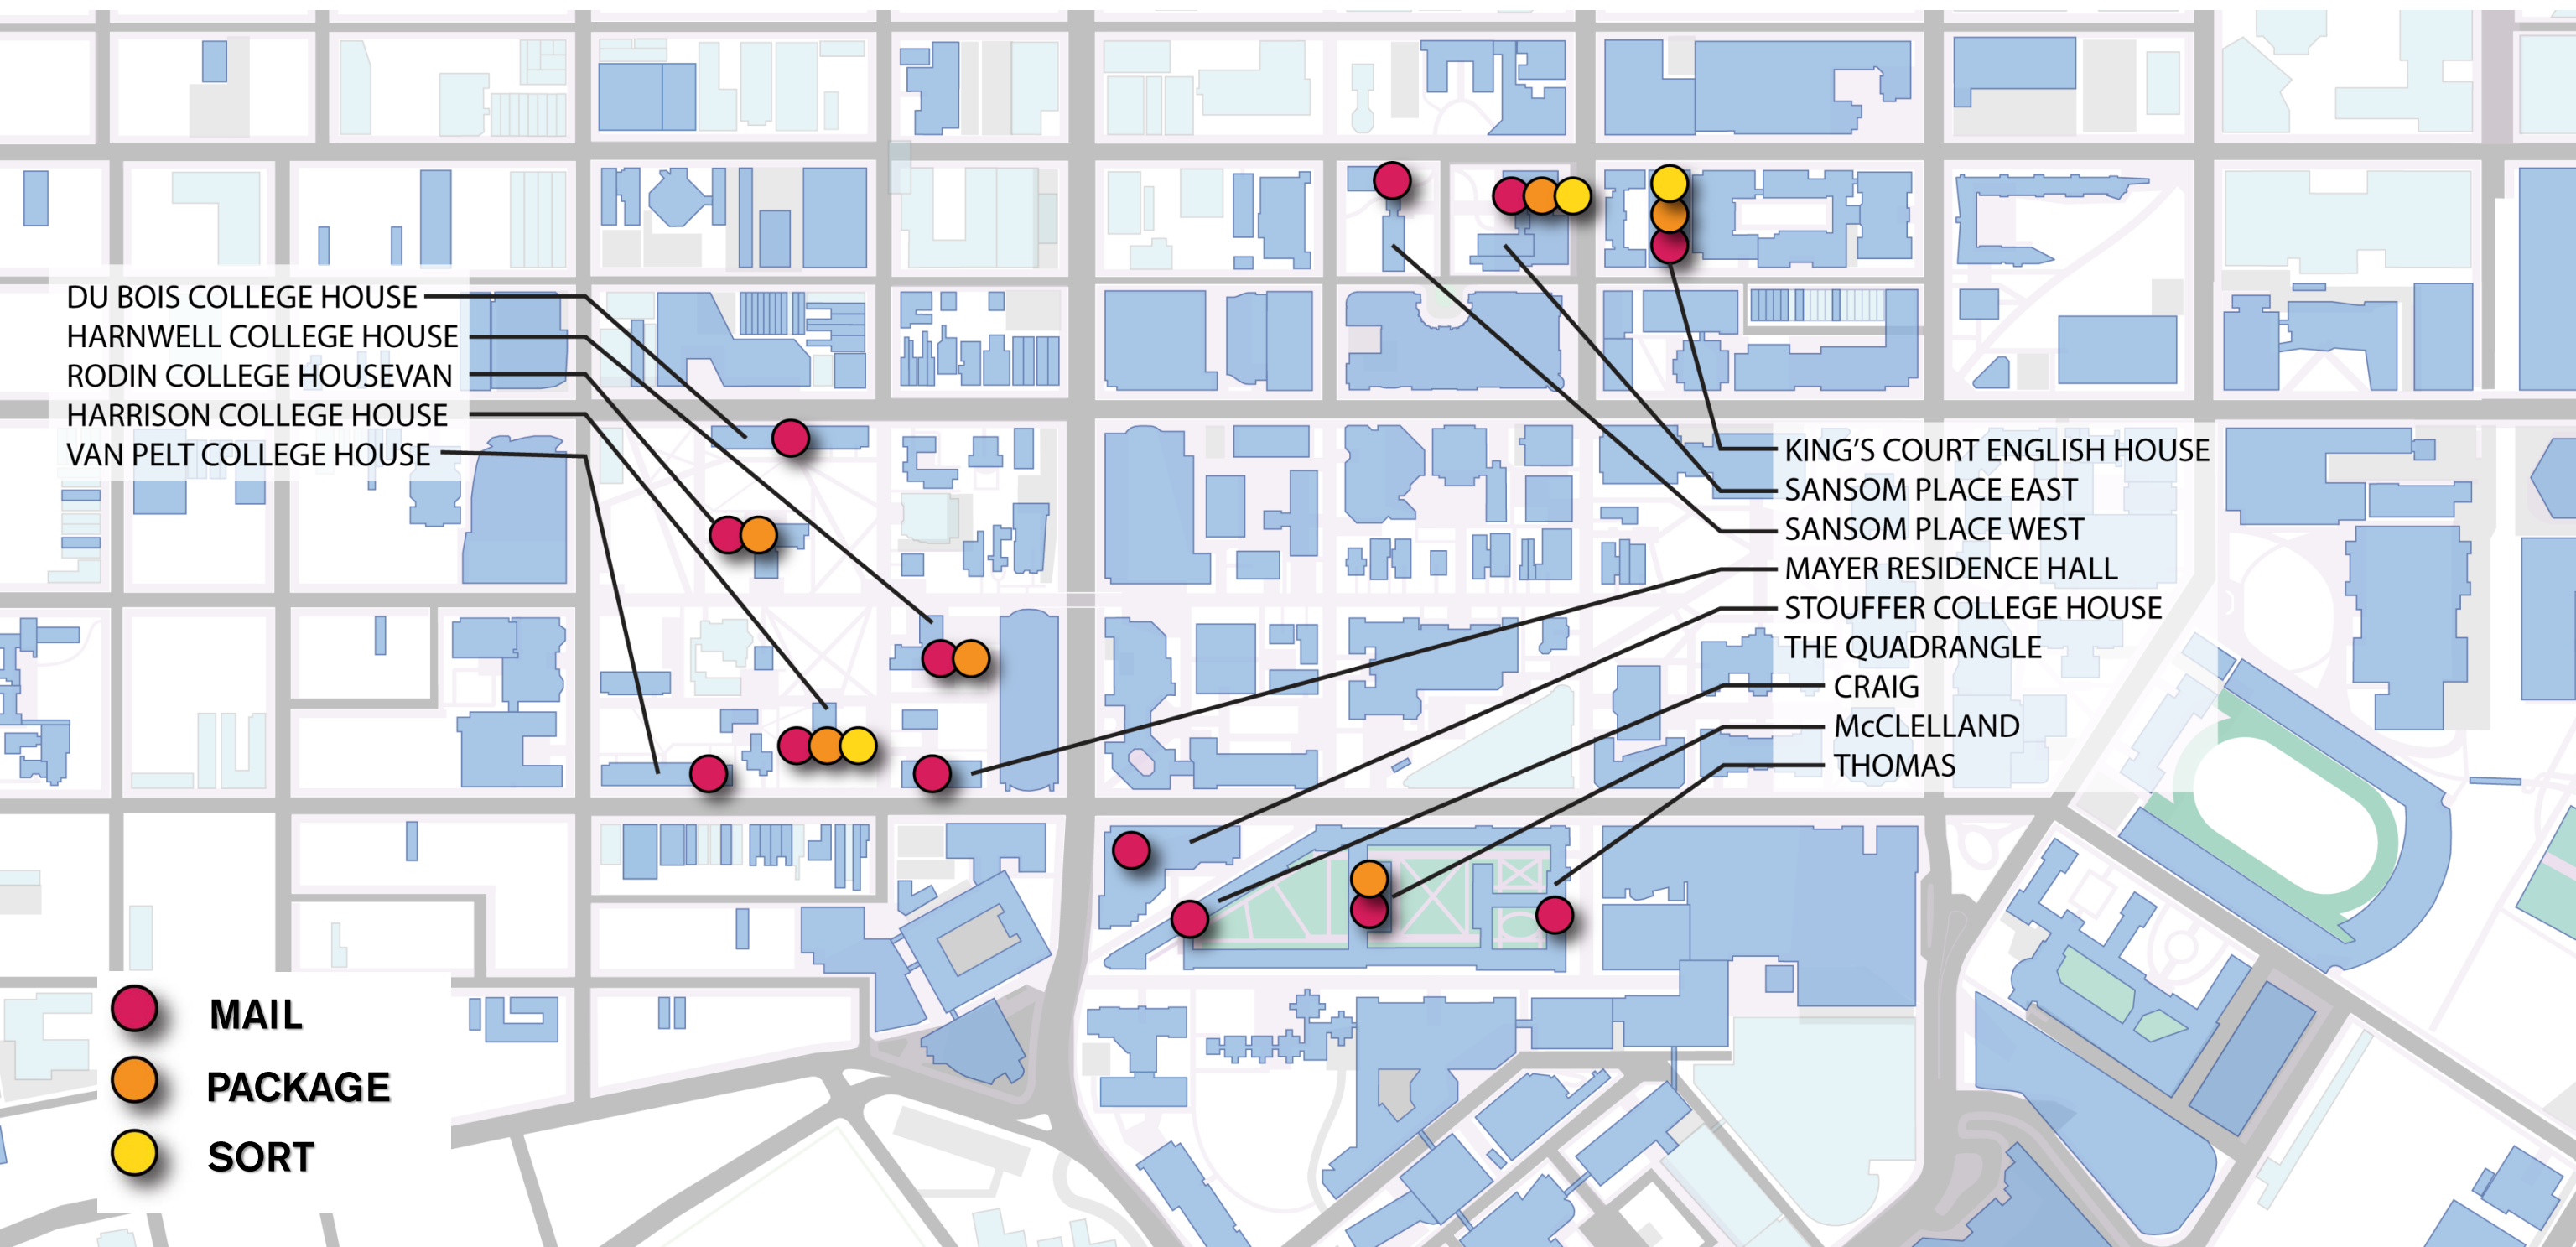 DU BOIS COLLEGE HOUSE
HARNWELL COLLEGE HOUSE
RODIN COLLEGE HOUSEVAN
HARRISON COLLEGE HOUSE
VAN PELT COLLEGE HOUSE
KING'S COURT ENGLISH HOUSE
SANSOM PLACE EAST
SANSOM PLACE WEST
MAYER RESIDENCE HALL
STOUFFER COLLEGE HOUSE
THE QUADRANGLE
CRAIG
McCLELLAND
THOMAS
MAIL
PACKAGE
SORT